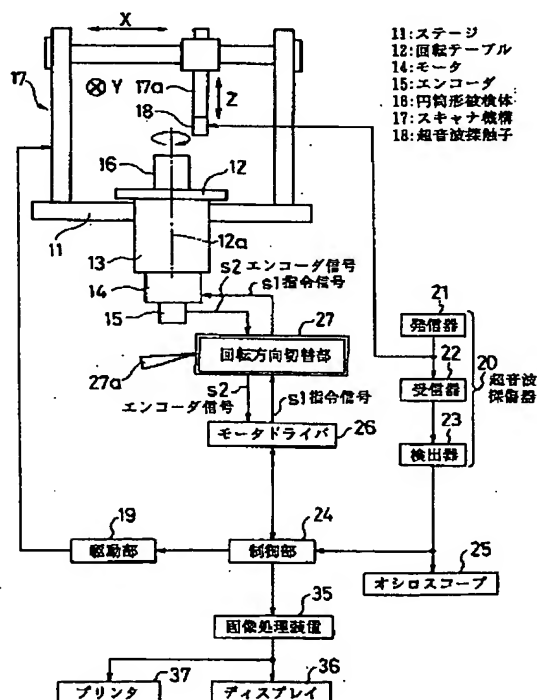 X
11:ステージ
12:回転テーブル
14:モータ
15:エンコーダ
16:円筒形被検体
17:スキャナ機構
18:超音波探触子
17
Y
17a
Z
18
16
12
11
13
12a
14
s2 エンコーダ信号
s1 指令信号
15
27
回転方向切替部
27a
s2
エンコーダ信号
s1 指令信号
モータドライバ
26
21
発信器
22
受信器
20
超音波
探傷器
23
検出器
19
駆動部
24
制御部
25
オシロスコープ
35
画像処理装置
37
プリンタ
36
ディスプレイ